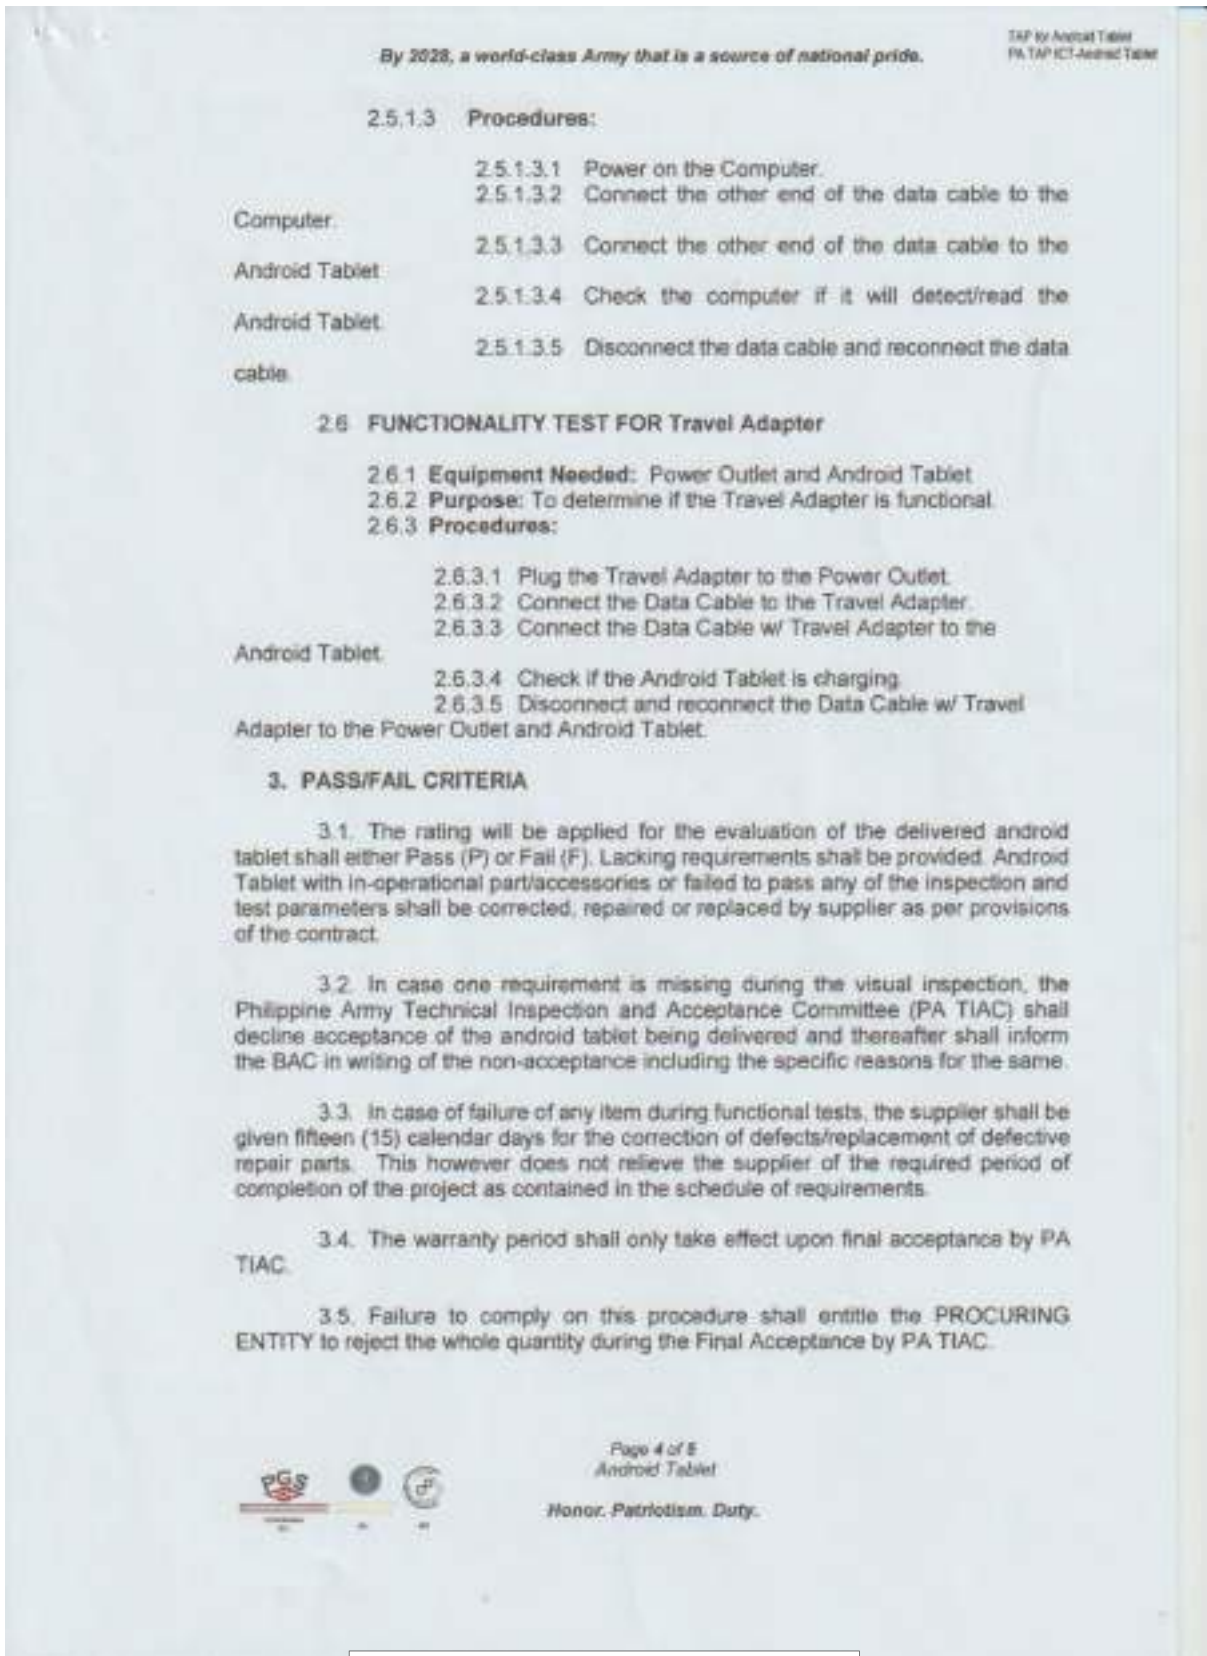 TAP for Android Tablet
By 2028, a world-class Army that is a source of national pride.
PA TAP ICT-Android Tablet
2.5.1.3 Procedures:
2.5.1.3.1 Power on the Computer.
2.5.1.3.2 Connect the other end of the data cable to the
Computer.
2.5.1.3.3 Connect the other end of the data cable to the
Android Tablet
2.5.1.3.4 Check the computer if it will detect/read the
Android Tablet.
2.5.1.3.5 Disconnect the data cable and reconnect the data
cable.
2.6 FUNCTIONALITY TEST FOR Travel Adapter
2.6.1 Equipment Needed: Power Outlet and Android Tablet
2.6.2 Purpose: To determine if the Travel Adapter is functional.
2.6.3 Procedures:
2.6.3.1 Plug the Travel Adapter to the Power Outlet.
2.6.3.2 Connect the Data Cable to the Travel Adapter.
2.6.3.3 Connect the Data Cable w/ Travel Adapter to the
Android Tablet.
2.6.3.4 Check if the Android Tablet is charging.
2.6.3.5 Disconnect and reconnect the Data Cable w/ Travel
Adapter to the Power Outlet and Android Tablet.
3. PASS/FAIL CRITERIA
3.1. The rating will be applied for the evaluation of the delivered android
tablet shall either Pass (P) or Fail (F). Lacking requirements shall be provided. Android
Tablet with in-operational part/accessories or failed to pass any of the inspection and
test parameters shall be corrected, repaired or replaced by supplier as per provisions
of the contract.
3.2. In case one requirement is missing during the visual inspection, the
Philippine Army Technical Inspection and Acceptance Committee (PA TIAC) shall
decline acceptance of the android tablet being delivered and thereafter shall inform
the BAC in writing of the non-acceptance including the specific reasons for the same.
3.3. In case of failure of any item during functional tests, the supplier shall be
given fifteen (15) calendar days for the correction of defects/replacement of defective
repair parts. This however does not relieve the supplier of the required period of
completion of the project as contained in the schedule of requirements.
3.4. The warranty period shall only take effect upon final acceptance by PA
TIAC.
3.5. Failure to comply on this procedure shall entitle the PROCURING
ENTITY to reject the whole quantity during the Final Acceptance by PA TIAC.
Page 4 of 5
Android Tablet
PGS
Honor. Patriotism. Duty.